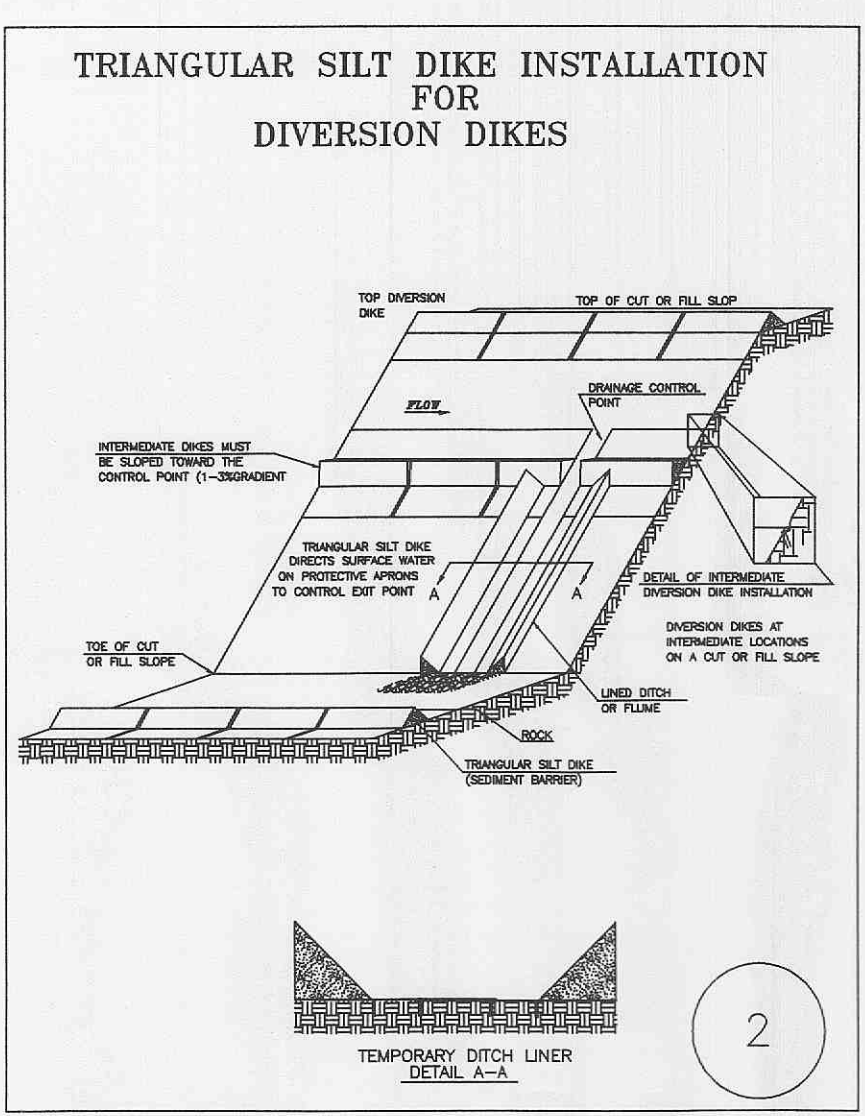 TRIANGULAR SILT DIKE INSTALLATION
FOR
DIVERSION DIKES
TOP DIVERSION
DIKE
TOP OF CUT OR FILL SLOP
DRAINAGE CONTROL
POINT
FLOW
INTERMEDIATE DIKES MUST
BE SLOPED TOWARD THE
CONTROL POINT (1-3%GRADIENT
TRIANGULAR SILT DIKE
DIRECTS SURFACE WATER
ON PROTECTIVE APRONS
TO CONTROL EXIT POINT
A
A
DETAIL OF INTERMEDIATE
DIVERSION DIKE INSTALLATION
DIVERSION DIKES AT
INTERMEDIATE LOCATIONS
ON A CUT OR FILL SLOPE
TOE OF CUT
OR FILL SLOPE
LINED DITCH
OR FLUME
ROCK
TRIANGULAR SILT DIKE
(SEDIMENT BARRIER)
TEMPORARY DITCH LINER
DETAIL A-A
2